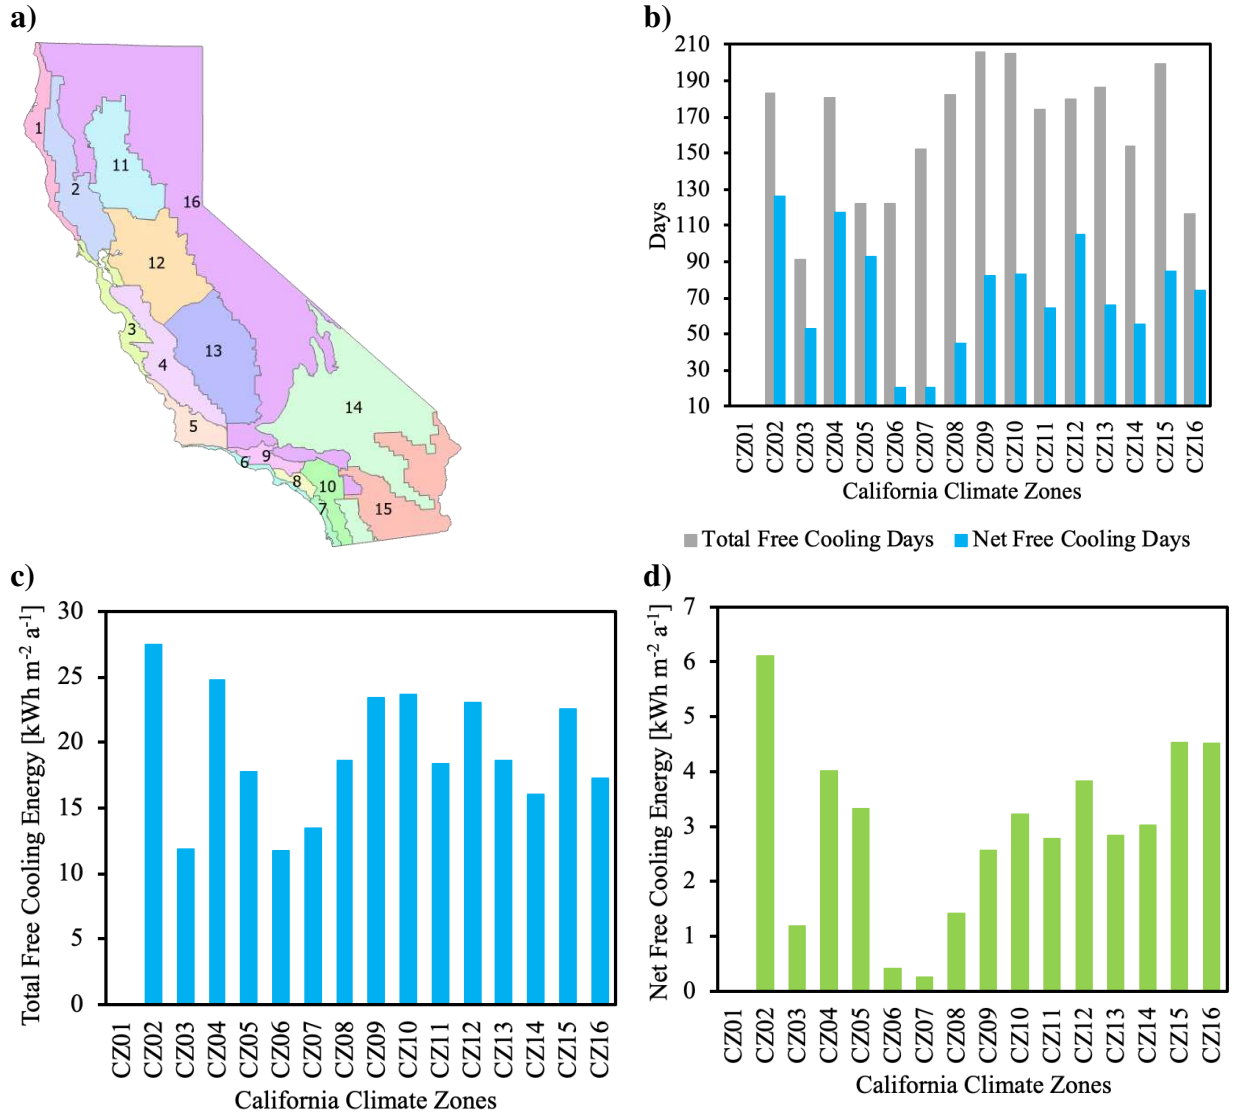 a)
1
2
11
16
12
3
13
4
14
5
9
6
8
10
7
15
b)
Days
210
190
170
150
130
110
90
70
50
30
10
CZ01
CZ02
CZ03
CZ04
CZ05
CZ06
CZ07
CZ08
CZ09
CZ10
CZ11
CZ12
CZ13
CZ14
CZ15
CZ16
California Climate Zones
Total Free Cooling Days
Net Free Cooling Days
c)
Total Free Cooling Energy [kWh m⁻² a⁻¹]
30
25
20
15
10
5
0
CZ01
CZ02
CZ03
CZ04
CZ05
CZ06
CZ07
CZ08
CZ09
CZ10
CZ11
CZ12
CZ13
CZ14
CZ15
CZ16
California Climate Zones
d)
Net Free Cooling Energy [kWh m⁻² a⁻¹]
7
6
5
4
3
2
1
0
CZ01
CZ02
CZ03
CZ04
CZ05
CZ06
CZ07
CZ08
CZ09
CZ10
CZ11
CZ12
CZ13
CZ14
CZ15
CZ16
California Climate Zones